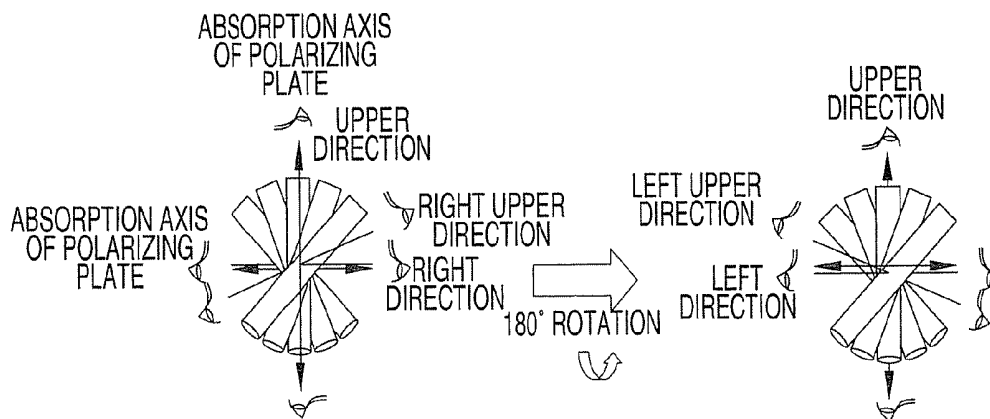 ABSORPTION AXIS
OF POLARIZING
PLATE
UPPER
DIRECTION
ABSORPTION AXIS
OF POLARIZING
PLATE
RIGHT UPPER
DIRECTION
RIGHT
DIRECTION
180° ROTATION
UPPER
DIRECTION
LEFT UPPER
DIRECTION
LEFT
DIRECTION